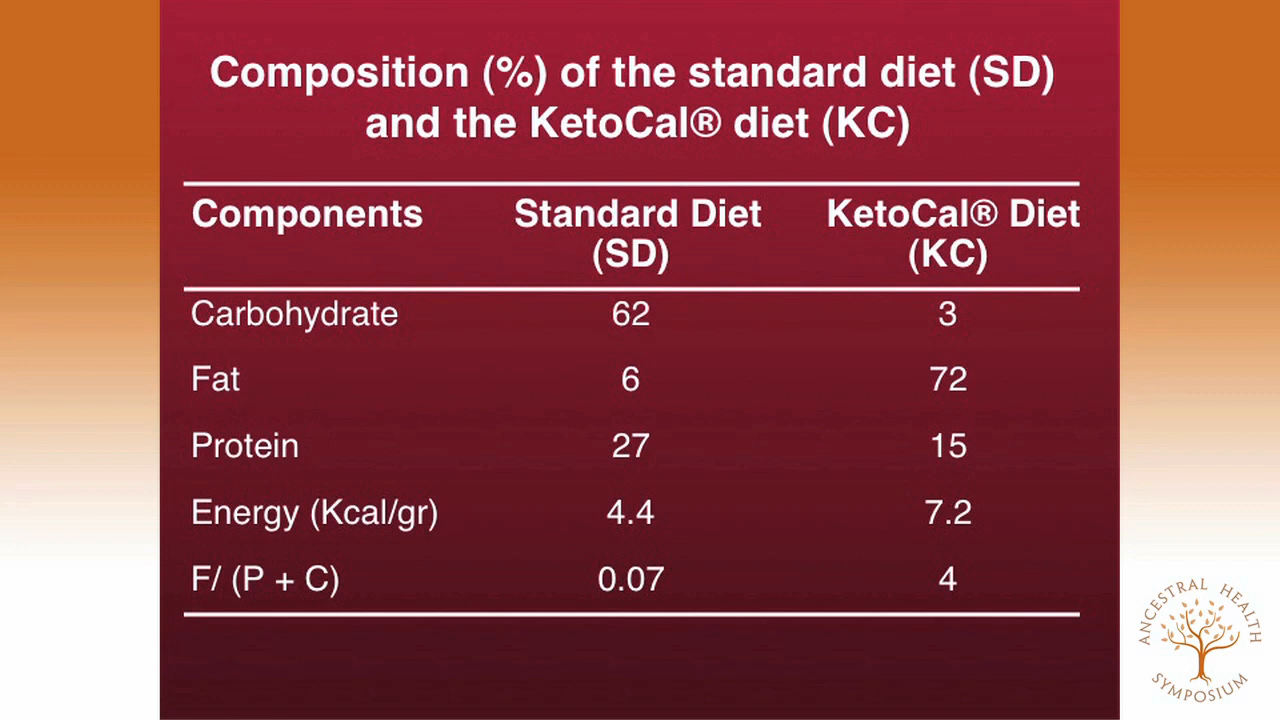 Composition (%) of the standard diet (SD)
and the KetoCal® diet (KC)
Components Standard Diet (SD) KetoCal® Diet (KC)
Carbohydrate 62 3
Fat 6 72
Protein 27 15
Energy (Kcal/gr) 4.4 7.2
F/ (P + C) 0.07 4
ANCESTRAL HEALTH
SYMPOSIUM